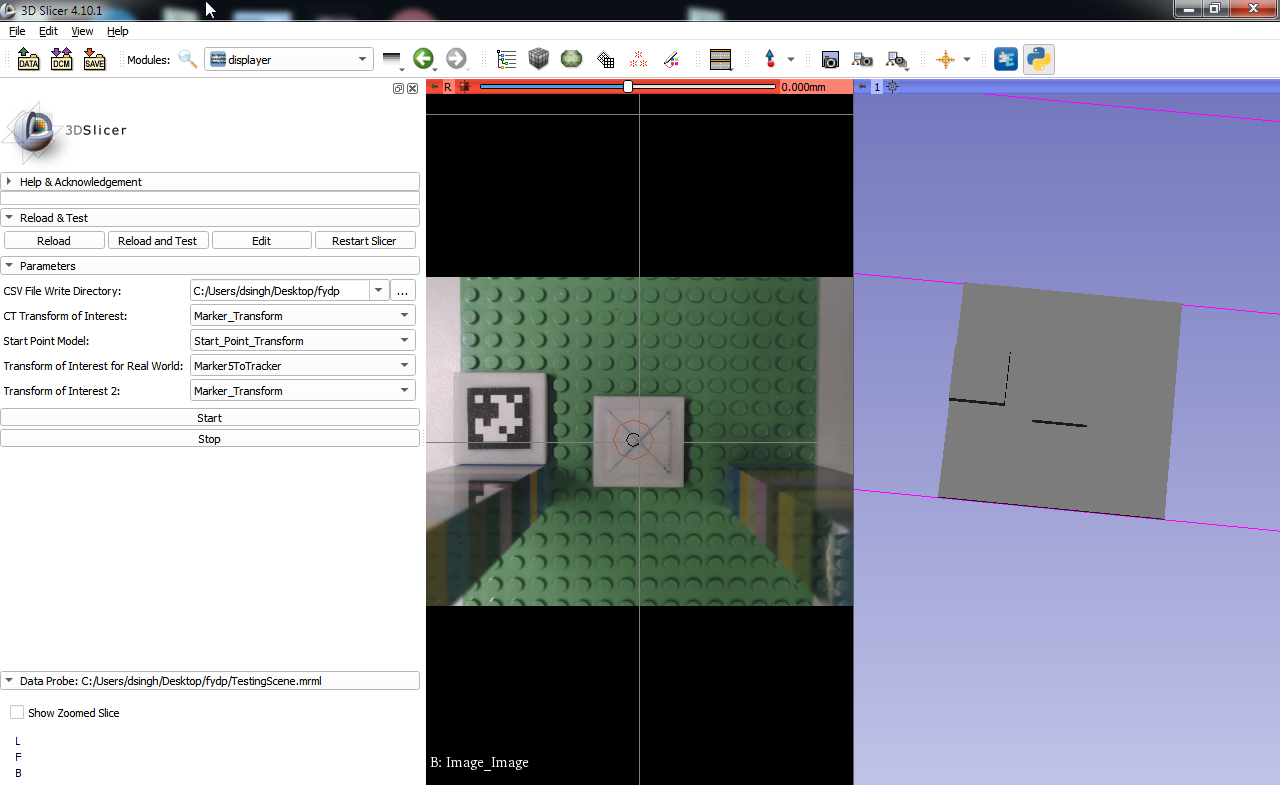 3D Slicer 4.10.1
File Edit View Help
DATA DCM SAVE Modules: displayer
R 0.000mm 1
3DSlicer
Help & Acknowledgement
Reload & Test
Reload Reload and Test Edit Restart Slicer
Parameters
CSV File Write Directory: C:/Users/dsingh/Desktop/fydp ...
CT Transform of Interest: Marker_Transform
Start Point Model: Start_Point_Transform
Transform of Interest for Real World: Marker5ToTracker
Transform of Interest 2: Marker_Transform
Start
Stop
Data Probe: C:/Users/dsingh/Desktop/fydp/TestingScene.mrml
Show Zoomed Slice
L
F
B
B: Image_Image